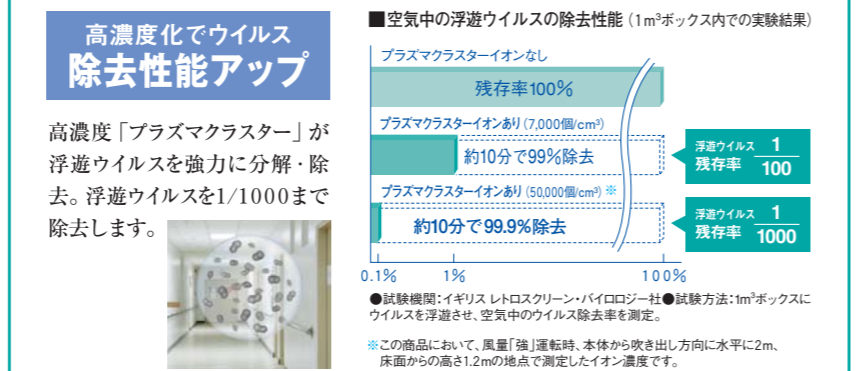 高濃度化でウイルス
除去性能アップ
高濃度「プラズマクラスター」が
浮遊ウイルスを強力に分解・除
去。浮遊ウイルスを1/1000まで
除去します。
■空気中の浮遊ウイルスの除去性能（1m³ボックス内での実験結果）
プラズマクラスターイオンなし
残存率100%
プラズマクラスターイオンあり（7,000個/cm³）
約10分で99%除去
浮遊ウイルス
残存率 1/100
プラズマクラスターイオンあり（50,000個/cm³）※
約10分で99.9%除去
浮遊ウイルス
残存率 1/1000
0.1% 1% 100%
●試験機関：イギリス レトロスクリーン・バイロロジー社●試験方法：1m³ボックスに
ウイルスを浮遊させ、空気中のウイルス除去率を測定。
※この商品において、風量「強」運転時、本体から吹き出し方向に水平に2m、
床面からの高さ1.2mの地点で測定したイオン濃度です。